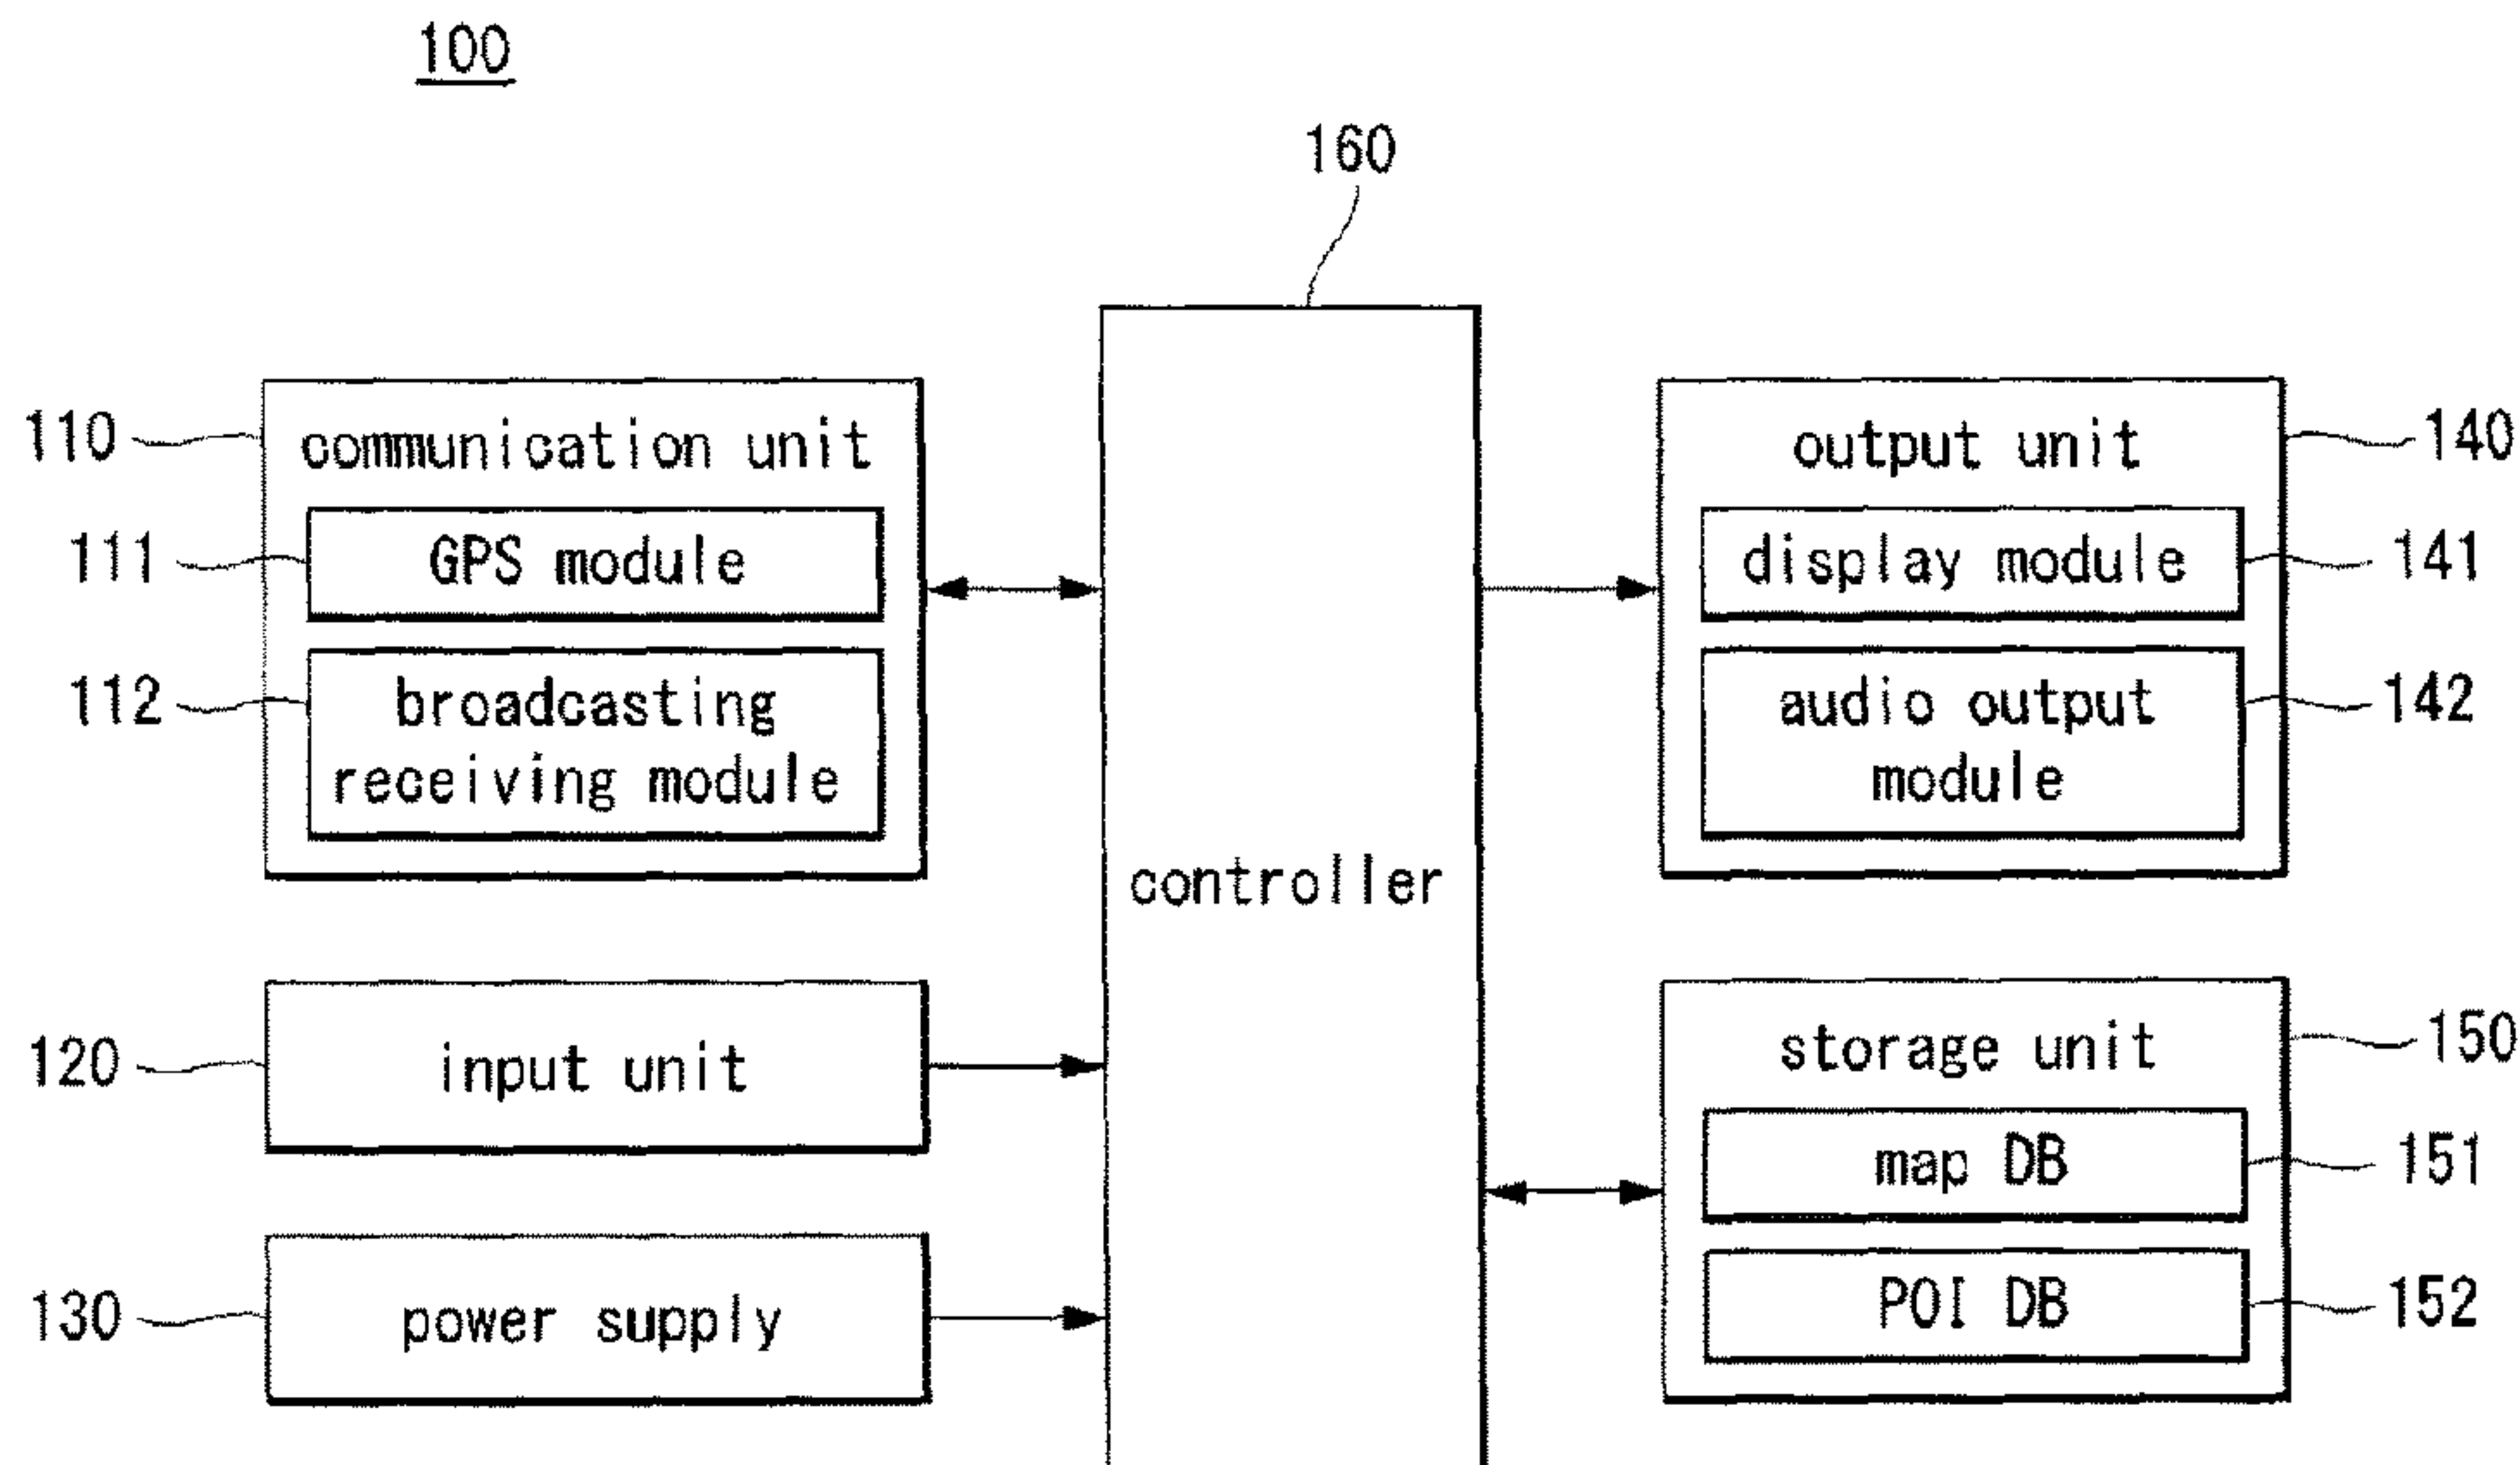 100
160
110
communication unit
111
GPS module
112
broadcasting
receiving module
120
input unit
130
power supply
controller
output unit
140
display module
141
audio output
module
142
storage unit
150
map DB
151
POI DB
152